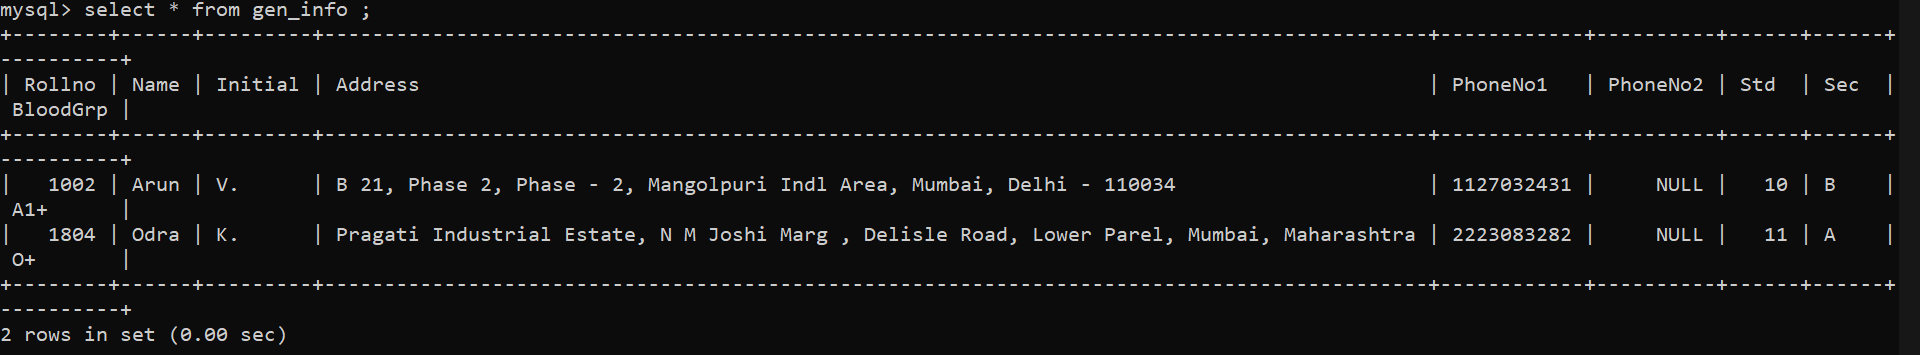 mysql> select * from gen_info ;
+--------+------+---------+--------------------------------------------------------------------------------------------+------------+----------+------+------+
----------+
| Rollno | Name | Initial | Address                                                                                    | PhoneNo1   | PhoneNo2 | Std  | Sec  |
 BloodGrp |
+--------+------+---------+--------------------------------------------------------------------------------------------+------------+----------+------+------+
----------+
|   1002 | Arun | V.      | B 21, Phase 2, Phase - 2, Mangolpuri Indl Area, Mumbai, Delhi - 110034                     | 1127032431 |     NULL |   10 | B    |
 A1+      |
|   1804 | Odra | K.      | Pragati Industrial Estate, N M Joshi Marg , Delisle Road, Lower Parel, Mumbai, Maharashtra | 2223083282 |     NULL |   11 | A    |
 O+       |
+--------+------+---------+--------------------------------------------------------------------------------------------+------------+----------+------+------+
----------+
2 rows in set (0.00 sec)